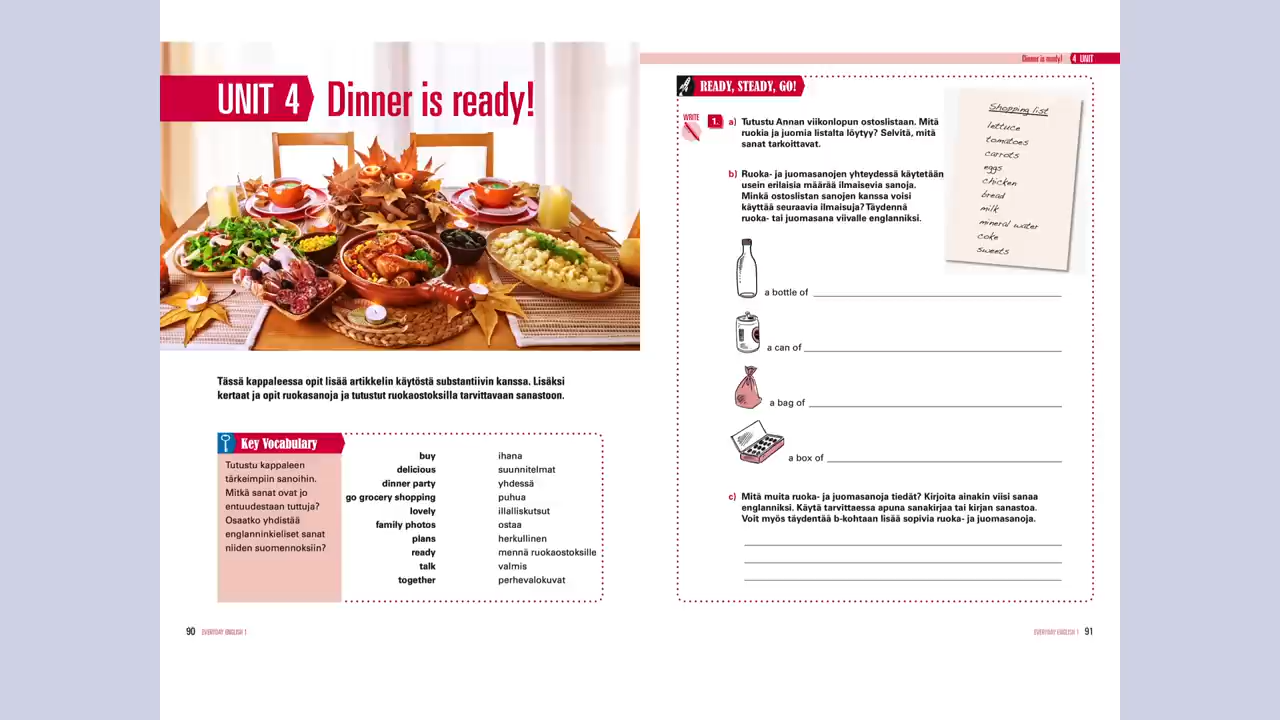 UNIT 4 Dinner is ready!
Tässä kappaleessa opit lisää artikkelin käytöstä substantiivin kanssa. Lisäksi
kertaat ja opit ruokasanoja ja tutustut ruokaostoksilla tarvittavaan sanastoon.
Key Vocabulary
Tutustu kappaleen
tärkeimpiin sanoihin.
Mitkä sanat ovat jo
entuudestaan tuttuja?
Osaatko yhdistää
englanninkieliset sanat
niiden suomennoksiin?
buy ihana
delicious suunnitelmat
dinner party yhdessä
go grocery shopping puhua
lovely illalliskutsut
family photos ostaa
plans herkullinen
ready mennä ruokaostoksille
talk valmis
together perhevalokuvat
90 EVERYDAY ENGLISH 1
Dinner is ready! 4 UNIT
READY, STEADY, GO!
WRITE
1. a) Tutustu Annan viikonlopun ostoslistaan. Mitä
ruokia ja juomia listalta löytyy? Selvitä, mitä
sanat tarkoittavat.
b) Ruoka- ja juomasanojen yhteydessä käytetään
usein erilaisia määrää ilmaisevia sanoja.
Minkä ostoslistan sanojen kanssa voisi
käyttää seuraavia ilmaisuja? Täydennä
ruoka- tai juomasana viivalle englanniksi.
Shopping list
lettuce
tomatoes
carrots
eggs
chicken
bread
milk
mineral water
coke
sweets
a bottle of
a can of
a bag of
a box of
c) Mitä muita ruoka- ja juomasanoja tiedät? Kirjoita ainakin viisi sanaa
englanniksi. Käytä tarvittaessa apuna sanakirjaa tai kirjan sanastoa.
Voit myös täydentää b-kohtaan lisää sopivia ruoka- ja juomasanoja.
EVERYDAY ENGLISH 1 91